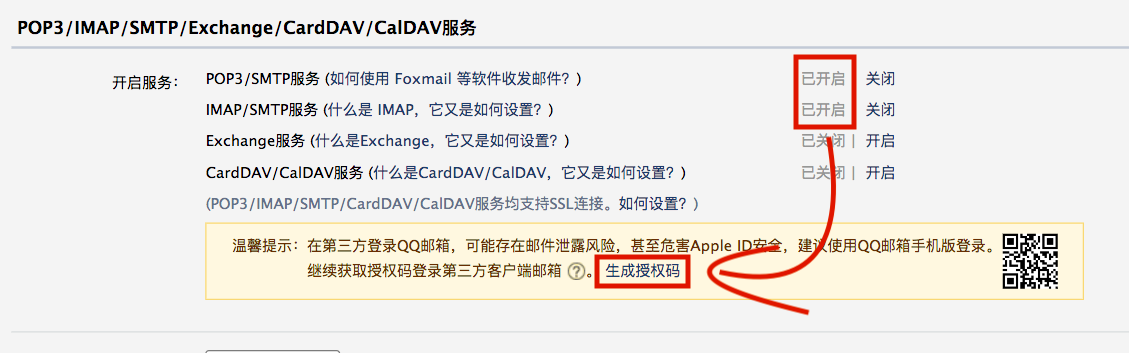 POP3/IMAP/SMTP/Exchange/CardDAV/CalDAV服务
开启服务： POP3/SMTP服务 (如何使用 Foxmail 等软件收发邮件？) 已开启 关闭
IMAP/SMTP服务 (什么是 IMAP，它又是如何设置？) 已开启 关闭
Exchange服务 (什么是Exchange，它又是如何设置？) 已关闭 | 开启
CardDAV/CalDAV服务 (什么是CardDAV/CalDAV，它又是如何设置？) 已关闭 | 开启
(POP3/IMAP/SMTP/CardDAV/CalDAV服务均支持SSL连接。如何设置？)
温馨提示：在第三方登录QQ邮箱，可能存在邮件泄露风险，甚至危害Apple ID安全，建议使用QQ邮箱手机版登录。
继续获取授权码登录第三方客户端邮箱 ?。生成授权码